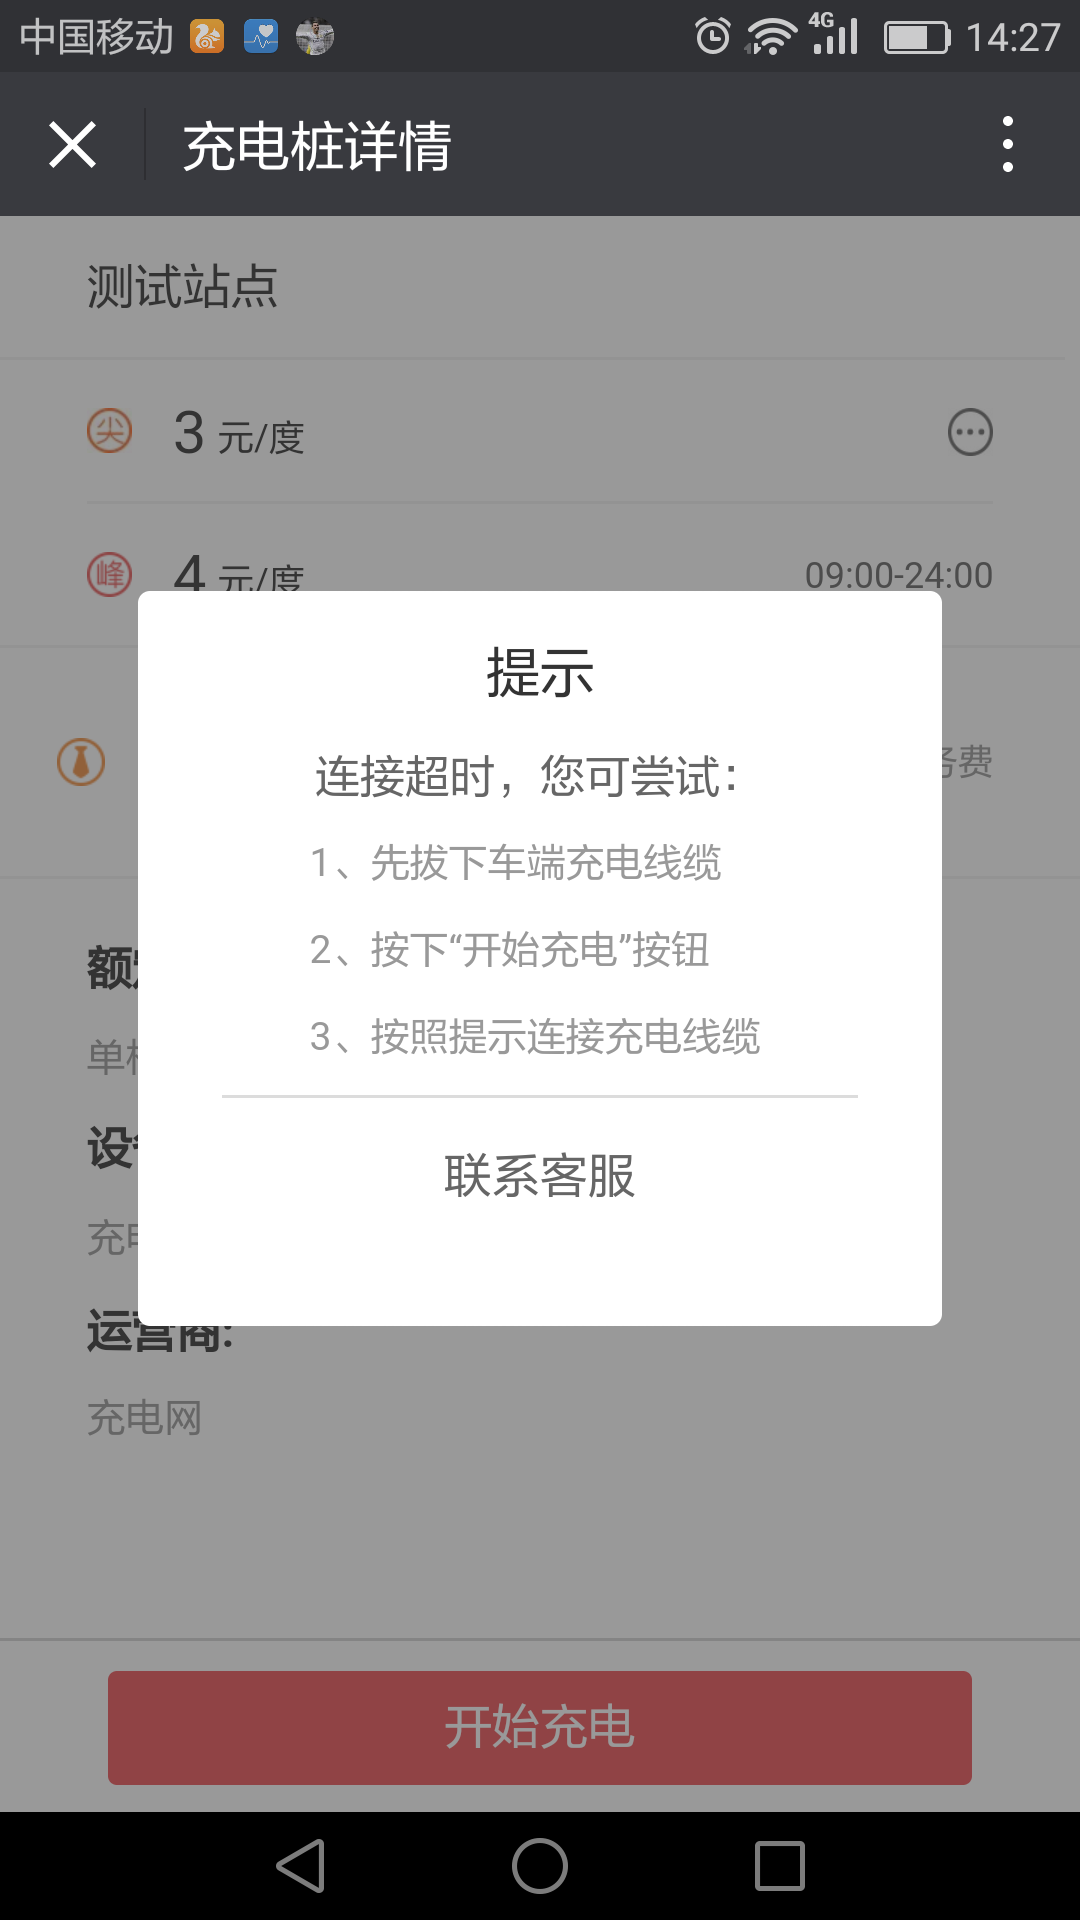 中国移动 4G 14:27
充电桩详情
测试站点
尖 3 元/度
峰 4 元/度 09:00-24:00
提示
连接超时，您可尝试：
费
1、先拔下车端充电线缆
2、按下“开始充电”按钮
额
3、按照提示连接充电线缆
单
设
联系客服
充
运营商:
充电网
开始充电